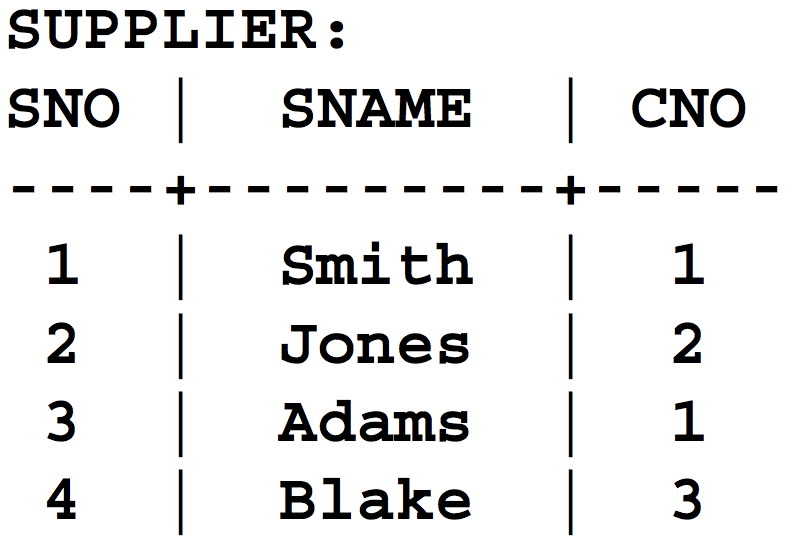 SUPPLIER:
SNO | SNAME | CNO
----+---------+-----
1 | Smith | 1
2 | Jones | 2
3 | Adams | 1
4 | Blake | 3